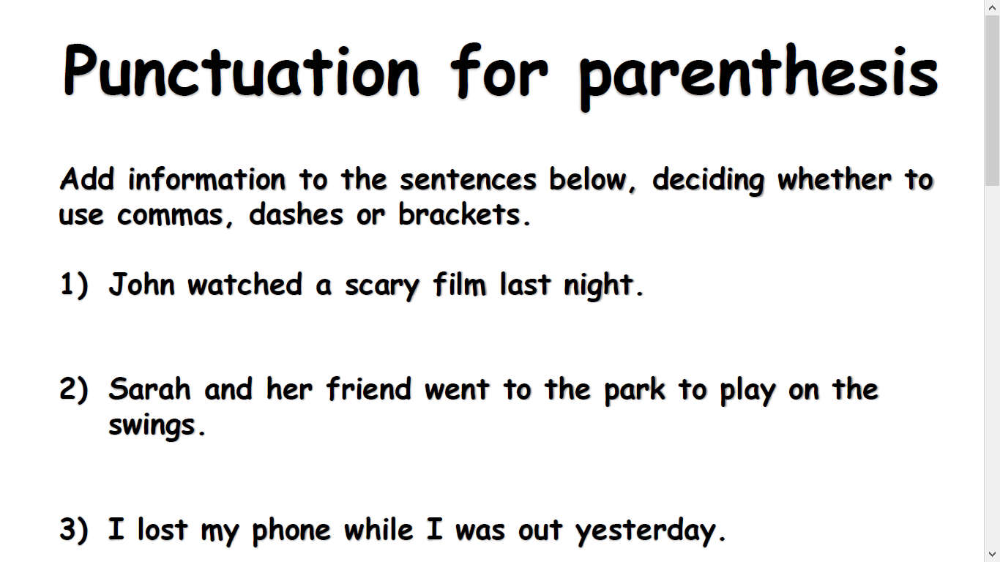 Punctuation for parenthesis
Add information to the sentences below, deciding whether to
use commas, dashes or brackets.
1) John watched a scary film last night.
2) Sarah and her friend went to the park to play on the
swings.
3) I lost my phone while I was out yesterday.